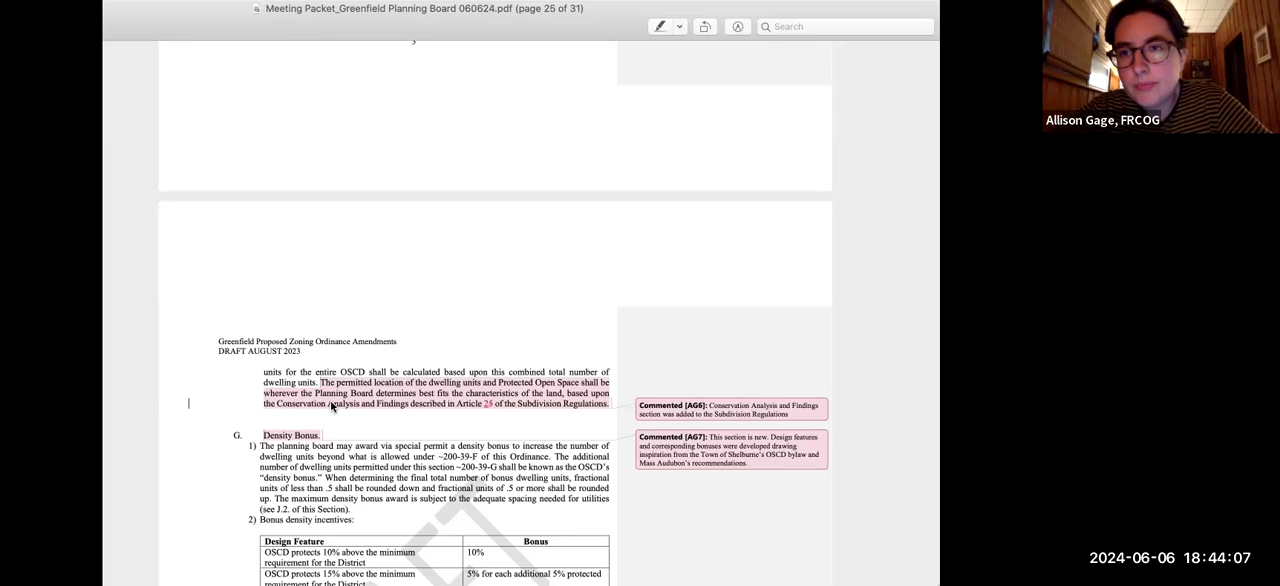 Meeting Packet_Greenfield Planning Board 060624.pdf (page 25 of 31)
Search
Allison Gage, FRCOG
Greenfield Proposed Zoning Ordinance Amendments
DRAFT AUGUST 2023
units for the entire OSCD shall be calculated based upon this combined total number of
dwelling units. The permitted location of the dwelling units and Protected Open Space shall be
wherever the Planning Board determines best fits the characteristics of the land, based upon
the Conservation Analysis and Findings described in Article 25 of the Subdivision Regulations.
Commented [AG6]: Conservation Analysis and Findings
section was added to the Subdivision Regulations
G. Density Bonus.
Commented [AG7]: This section is new. Design features
and corresponding bonuses were developed drawing
inspiration from the Town of Shelburne's OSCD bylaw and
Mass Audubon's recommendations.
1) The planning board may award via special permit a density bonus to increase the number of
dwelling units beyond what is allowed under ~200-39-F of this Ordinance. The additional
number of dwelling units permitted under this section ~200-39-G shall be known as the OSCD's
"density bonus." When determining the final total number of bonus dwelling units, fractional
units of less than .5 shall be rounded down and fractional units of .5 or more shall be rounded
up. The maximum density bonus award is subject to the adequate spacing needed for utilities
(see J.2. of this Section).
2) Bonus density incentives:
Design Feature Bonus
OSCD protects 10% above the minimum 10%
requirement for the District
OSCD protects 15% above the minimum 5% for each additional 5% protected
requirement for the District
2024-06-06 18:44:07